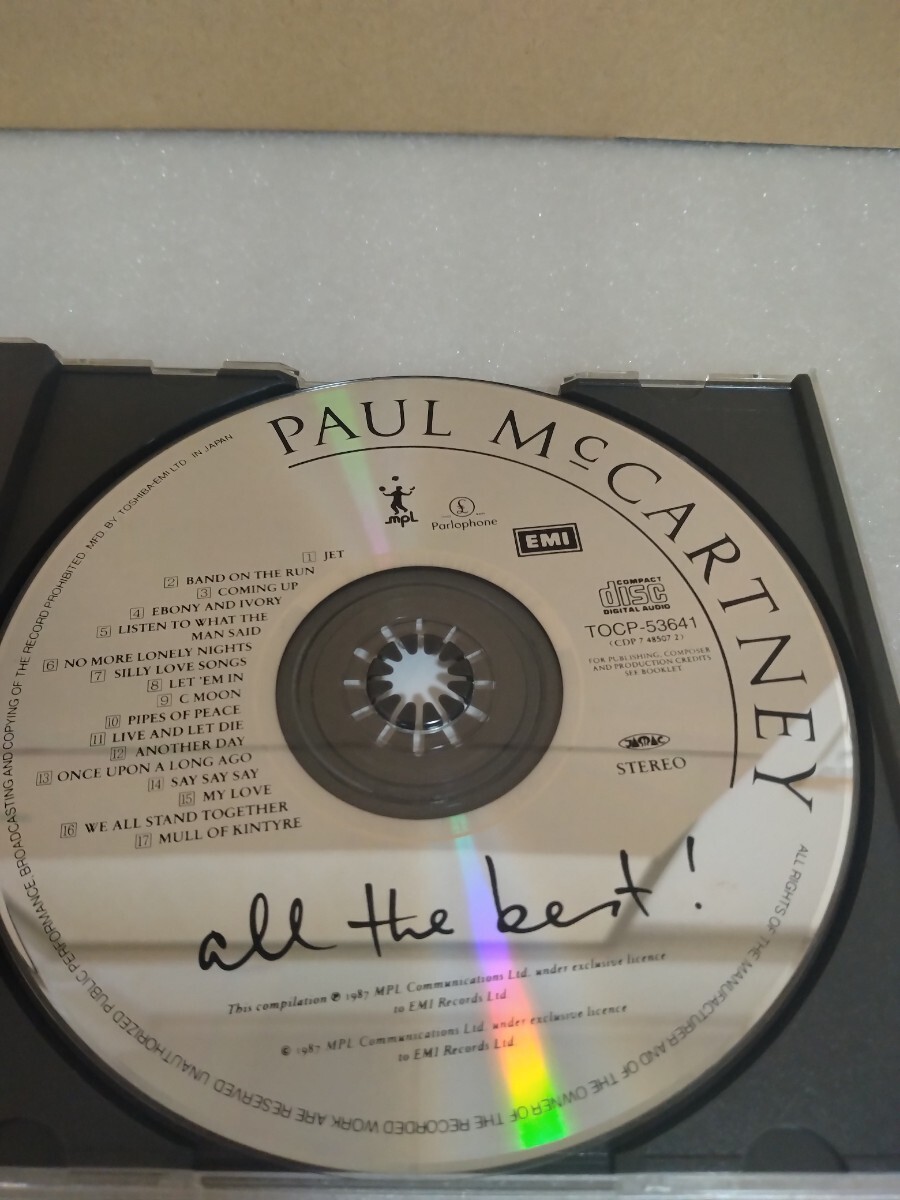 PAUL McCARTNEY
mpL
£
Parlophone
EMI
COMPACT
disc
DIGITAL AUDIO
TOCP-53641
(CDP 7 48507 2)
FOR PUBLISHING, COMPOSER
AND PRODUCTION CREDITS
SEE BOOKLET
JASRAC
STEREO
1 JET
2 BAND ON THE RUN
3 COMING UP
4 EBONY AND IVORY
5 LISTEN TO WHAT THE
MAN SAID
6 NO MORE LONELY NIGHTS
7 SILLY LOVE SONGS
8 LET 'EM IN
9 C MOON
10 PIPES OF PEACE
11 LIVE AND LET DIE
12 ANOTHER DAY
13 ONCE UPON A LONG AGO
14 SAY SAY SAY
15 MY LOVE
16 WE ALL STAND TOGETHER
17 MULL OF KINTYRE
all the best!
This compilation ℗ 1987 MPL Communications Ltd. under exclusive licence
to EMI Records Ltd
© 1987 MPL Communications Ltd. under exclusive licence
to EMI Records Ltd.
ALL RIGHTS OF THE MANUFACTURER AND OF THE OWNER OF THE RECORDED WORK ARE RESERVED UNAUTHORIZED PUBLIC PERFORMANCE, BROADCASTING AND COPYING OF THE RECORD PROHIBITED. MFD BY TOSHIBA-EMI LTD. IN JAPAN